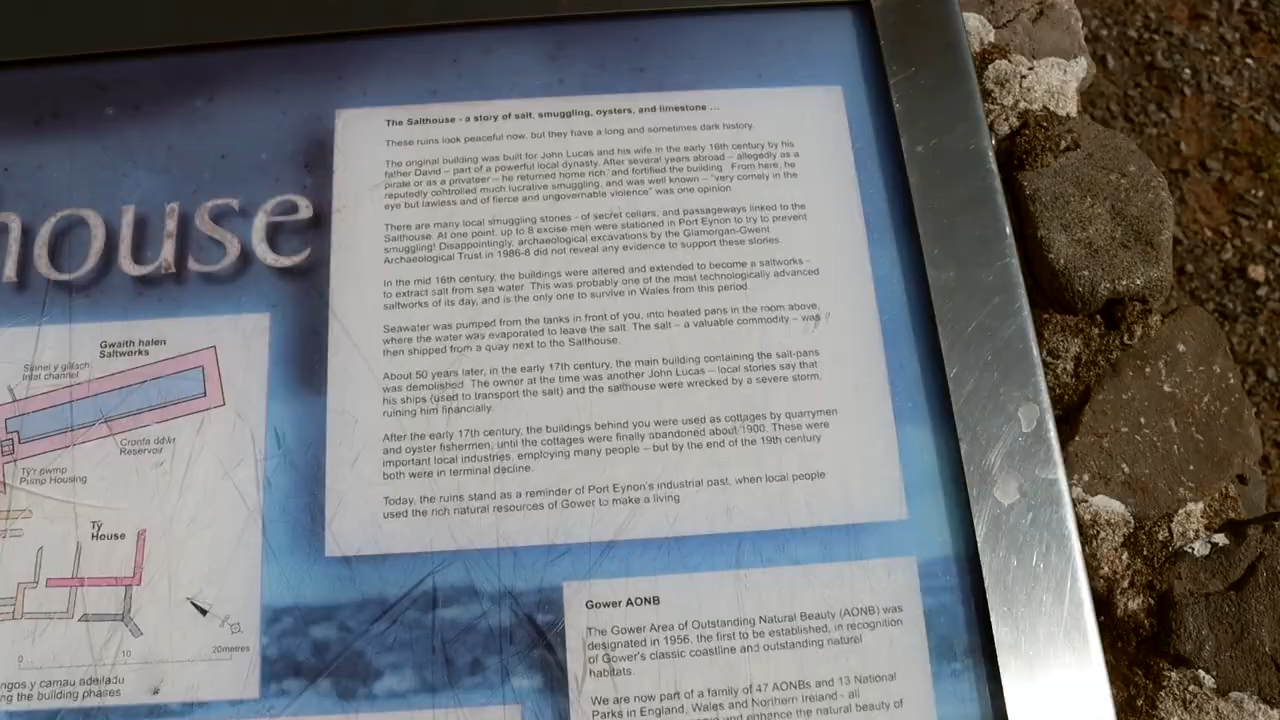 The Salthouse - a story of salt, smuggling, oysters, and limestone ...
These ruins look peaceful now, but they have a long and sometimes dark history.
The original building was built for John Lucas and his wife in the early 16th century by his
father David – part of a powerful local dynasty. After several years abroad – allegedly as a
pirate or as a privateer – he returned home rich, and fortified the building. From here, he
reputedly controlled much lucrative smuggling, and was well known – "very comely in the
eye but lawless and of fierce and ungovernable violence" was one opinion.
There are many local smuggling stories - of secret cellars, and passageways linked to the
Salthouse. At one point, up to 8 excise men were stationed in Port Eynon to try to prevent
smuggling! Disappointingly, archaeological excavations by the Glamorgan-Gwent
Archaeological Trust in 1986-8 did not reveal any evidence to support these stories.
In the mid 16th century, the buildings were altered and extended to become a saltworks -
to extract salt from sea water. This was probably one of the most technologically advanced
saltworks of its day, and is the only one to survive in Wales from this period.
Seawater was pumped from the tanks in front of you, into heated pans in the room above,
where the water was evaporated to leave the salt. The salt – a valuable commodity – was
then shipped from a quay next to the Salthouse.
About 50 years later, in the early 17th century, the main building containing the salt-pans
was demolished. The owner at the time was another John Lucas – local stories say that
his ships (used to transport the salt) and the salthouse were wrecked by a severe storm,
ruining him financially.
After the early 17th century, the buildings behind you were used as cottages by quarrymen
and oyster fishermen, until the cottages were finally abandoned about 1900. These were
important local industries, employing many people – but by the end of the 19th century
both were in terminal decline.
Today, the ruins stand as a reminder of Port Eynon's industrial past, when local people
used the rich natural resources of Gower to make a living.
house
Gwaith halen
Saltworks
Sianel y gilfach
Inlet channel
Cronfa ddŵr
Reservoir
Tŷ'r pwmp
Pump Housing
Tŷ
House
0 10 20metres
ngos y camau adeiladu
ng the building phases
Gower AONB
The Gower Area of Outstanding Natural Beauty (AONB) was
designated in 1956, the first to be established, in recognition
of Gower's classic coastline and outstanding natural
habitats.
We are now part of a family of 47 AONBs and 13 National
Parks in England, Wales and Northern Ireland - all
and enhance the natural beauty of